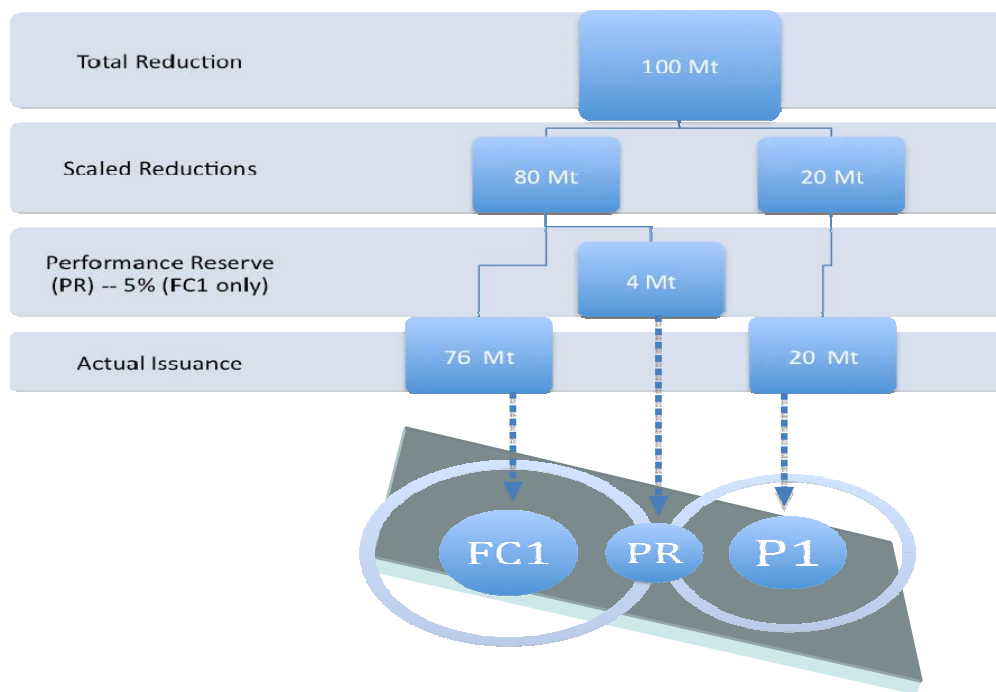 Total Reduction
100 Mt
Scaled Reductions
80 Mt
20 Mt
Performance Reserve
(PR) -- 5% (FC1 only)
4 Mt
Actual Issuance
76 Mt
20 Mt
FC1
PR
P1